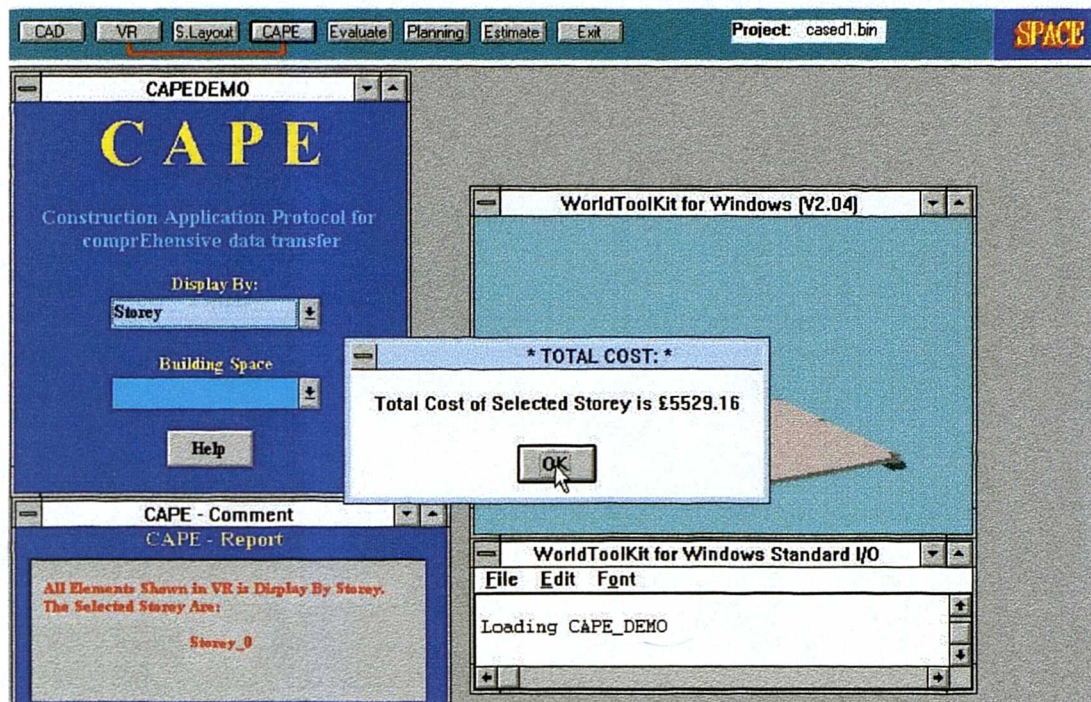 CAD VR S.Layout CAPE Evaluate Planning Estimate Exit Project: cased1.bin SPACE
CAPEDEMO
CAPE
Construction Application Protocol for
comprEhensive data transfer
Display By:
Storey
Building Space
Help
WorldToolKit for Windows (V2.04)
* TOTAL COST: *
Total Cost of Selected Storey is £5529.16
OK
CAPE - Comment
CAPE - Report
All Elements Shown in VR is Display By Storey.
The Selected Storey Are:
Storey_0
WorldToolKit for Windows Standard I/O
File Edit Font
Loading CAPE_DEMO